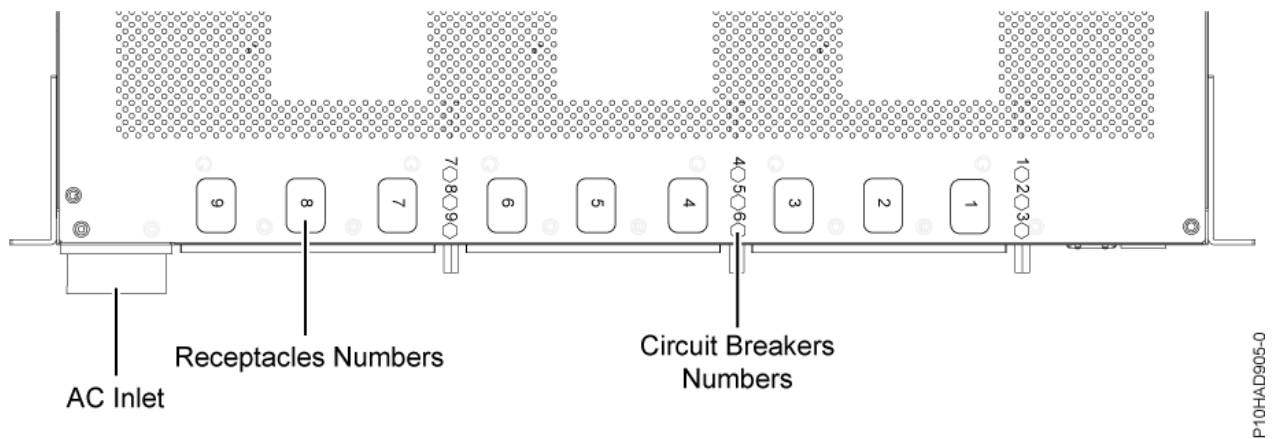 7 8 9
4 5 6
1 2 3
9 8 7 6 5 4 3 2 1
Receptacles Numbers
Circuit Breakers
Numbers
AC Inlet
P10HAD905-0